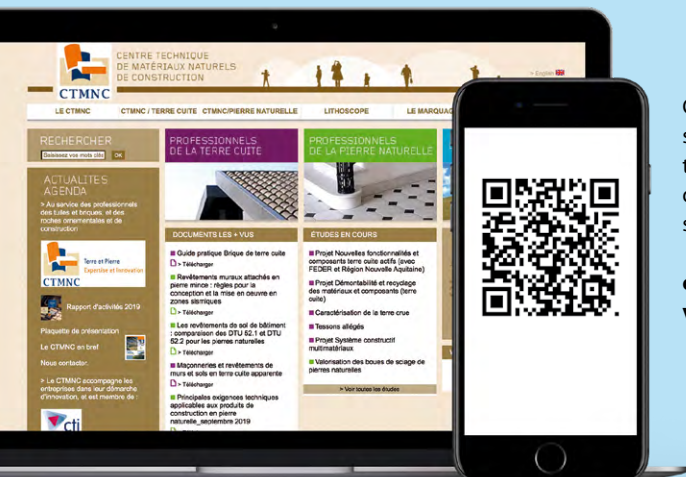 CENTRE TECHNIQUE
DE MATÉRIAUX NATURELS
DE CONSTRUCTION
CTMNC
> English
LE CTMNC
CTMNC / TERRE CUITE
CTMNC/PIERRE NATURELLE
LITHOSCOPE
LE MARQUAG
RECHERCHER
Saisissez vos mots clés
OK
ACTUALITES
AGENDA
> Au service des professionnels
des tuiles et briques, et des
roches ornementales et de
construction
CTMNC
Terre et Pierre
Expertise et Innovation
Rapport d'activités 2019
Plaquette de présentation
Le CTMNC en bref
Nous contacter.
> Le CTMNC accompagne les
entreprises dans leur démarche
d'innovation, et est membre de :
cti
PROFESSIONNELS
DE LA TERRE CUITE
DOCUMENTS LES + VUS
Guide pratique Brique de terre cuite
> Télécharger
Revêtements muraux attachés en
pierre mince : règles pour la
conception et la mise en oeuvre en
zones sismiques
> Télécharger
Les revêtements de sol de bâtiment
: comparaison des DTU 52.1 et DTU
52.2 pour les pierres naturelles
> Télécharger
Maçonneries et revêtements de
murs et sols en terre cuite apparente
> Télécharger
Principales exigences techniques
applicables aux produits de
construction en pierre
naturelle_septembre 2019
PROFESSIONNELS
DE LA PIERRE NATURELLE
ÉTUDES EN COURS
Projet Nouvelles fonctionnalités et
composants terre cuite actifs (avec
FEDER et Région Nouvelle Aquitaine)
Projet Démontabilité et recyclage
des matériaux et composants (terre
cuite)
Caractérisation de la terre crue
Tessons allégés
Projet Système constructif
multimatériaux
Valorisation des boues de sciage de
pierres naturelles
> Voir toutes les études